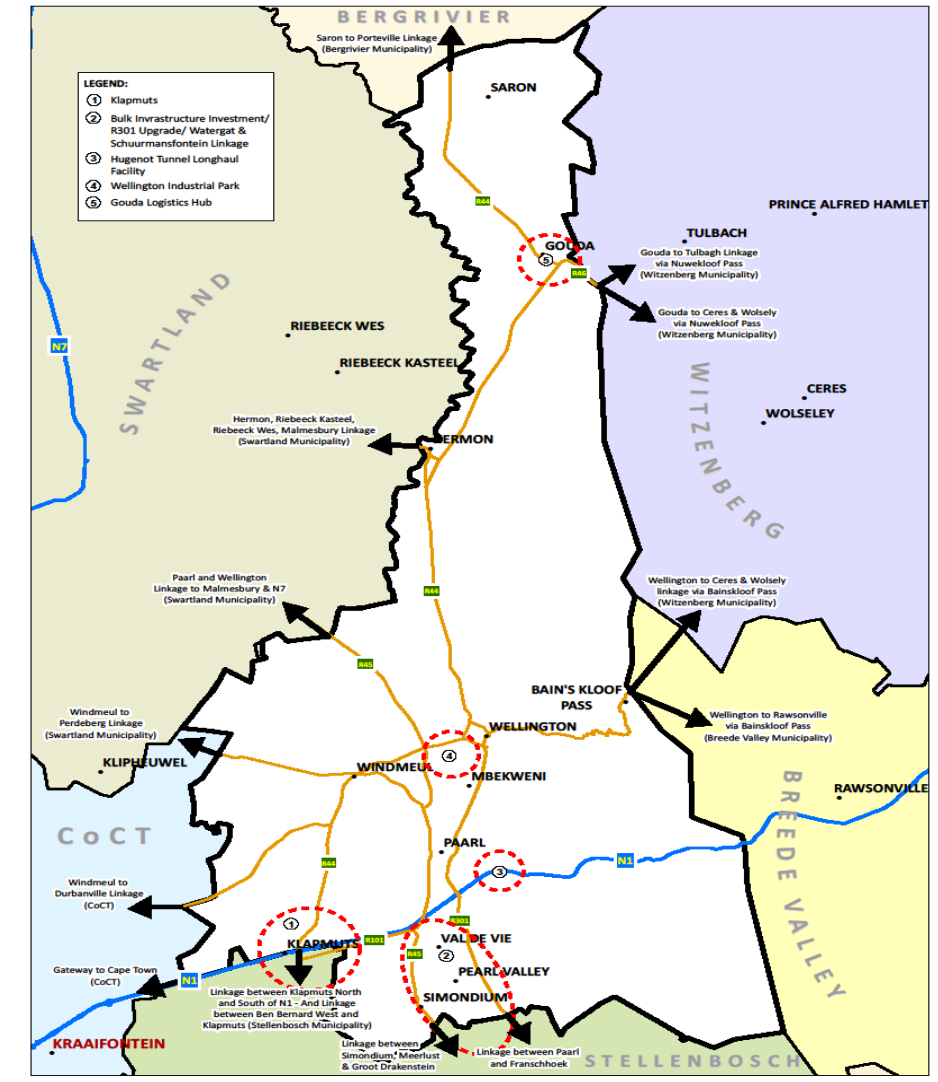 BERGRIVIER
Saron to Porteville Linkage
(Bergrivier Municipality)
LEGEND:
1 Klapmuts
2 Bulk Invrastructure Investment/
R301 Upgrade/ Watergat &
Schuurmansfontein Linkage
3 Hugenot Tunnel Longhaul
Facility
4 Wellington Industrial Park
5 Gouda Logistics Hub
SARON
R44
PRINCE ALFRED HAMLET
TULBACH
GOUDA
5
R46
Gouda to Tulbagh Linkage
via Nuwekloof Pass
(Witzenberg Municipality)
Gouda to Ceres & Wolsely
via Nuwekloof Pass
(Witzenberg Municipality)
SWARTLAND
N7
RIEBEECK WES
RIEBEECK KASTEEL
WITZENBERG
CERES
WOLSELEY
Hermon, Riebeeck Kasteel,
Riebeeck Wes, Malmesbury Linkage
(Swartland Municipality)
HERMON
Paarl and Wellington
Linkage to Malmesbury & N7
(Swartland Municipality)
R44
Wellington to Ceres & Wolsely
linkage via Bainskloof Pass
(Witzenberg Municipality)
R45
BAIN'S KLOOF
PASS
Windmeul to
Perdeberg Linkage
(Swartland Municipality)
WELLINGTON
Wellington to Rawsonville
via Bainskloof Pass
(Breede Valley Municipality)
4
KLIPHEUWEL
WINDMEUL
MBEKWENI
RAWSONVILLE
BREEDE VALLEY
CoCT
PAARL
N1
R44
3
Windmeul to
Durbanville Linkage
(CoCT)
1
R301
KLAPMUTS
R101
VAL DE VIE
R45
2
Gateway to Cape Town
(CoCT)
N1
PEARL VALLEY
Linkage between Klapmuts North
and South of N1 - And Linkage
between Ben Bernard West and
Klapmuts (Stellenbosch Municipality)
SIMONDIUM
KRAAIFONTEIN
Linkage between
Simondium, Meerlust
& Groot Drakenstein
Linkage between Paarl
and Franschhoek
STELLENBOSCH